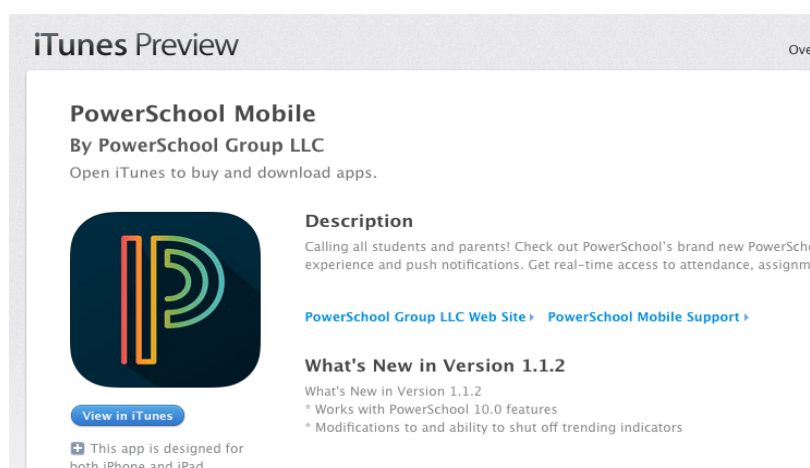 iTunes Preview
PowerSchool Mobile
By PowerSchool Group LLC
Open iTunes to buy and download apps.
Description
Calling all students and parents! Check out PowerSchool's brand new
experience and push notifications. Get real-time access to attendance,
PowerSchool Group LLC Web Site PowerSchool Mobile Support
What's New in Version 1.1.2
What's New in Version 1.1.2
* Works with PowerSchool 10.0 features
* Modifications to and ability to shut off trending indicators
View in iTunes
This app is designed for
both iPhone and iPad